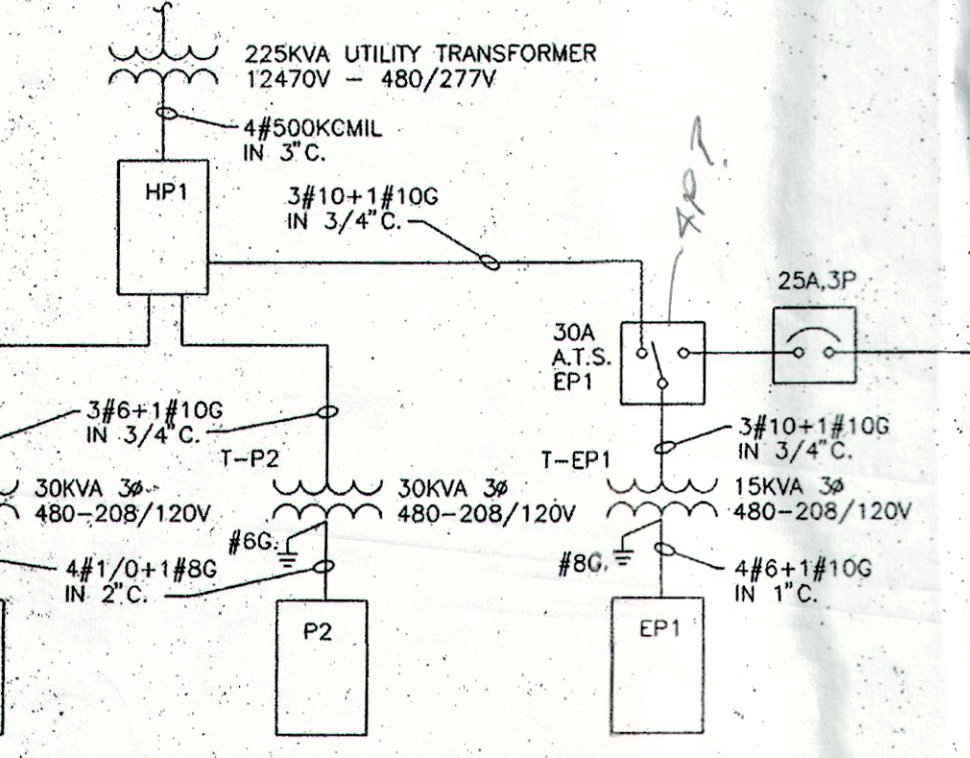 225KVA UTILITY TRANSFORMER
12470V - 480/277V
4#500KCMIL
IN 3"C.
HP1
3#10+1#10G
IN 3/4"C.
25A,3P
30A
A.T.S.
EP1
3#6+1#10G
IN 3/4"C.
3#10+1#10G
IN 3/4"C.
T-P2
T-EP1
30KVA 3ø
480-208/120V
30KVA 3ø
480-208/120V
15KVA 3ø
480-208/120V
#6G.
#8G.
4#1/0+1#8G
IN 2"C.
4#6+1#10G
IN 1"C.
P2
EP1